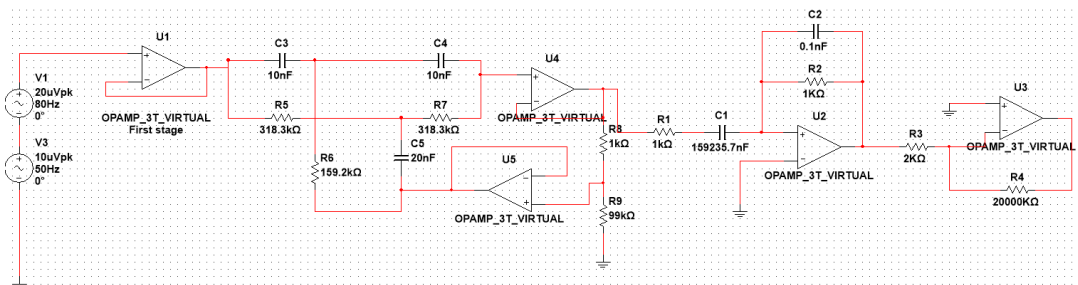 V1
20uVpk
80Hz
0°
V3
10uVpk
50Hz
0°
U1
OPAMP_3T_VIRTUAL
First stage
C3
10nF
C4
10nF
R5
318.3kΩ
R7
318.3kΩ
R6
159.2kΩ
C5
20nF
U4
OPAMP_3T_VIRTUAL
U5
OPAMP_3T_VIRTUAL
R8
1kΩ
R9
99kΩ
R1
1kΩ
C1
159235.7nF
C2
0.1nF
R2
1KΩ
U2
OPAMP_3T_VIRTUAL
R3
2KΩ
U3
OPAMP_3T_VIRTUAL
R4
20000KΩ